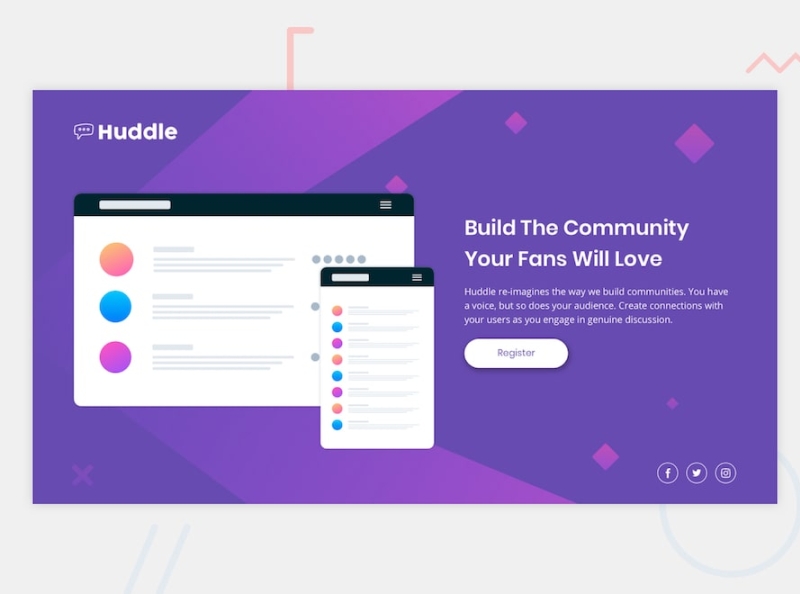 Huddle
Build The Community
Your Fans Will Love
Huddle re-imagines the way we build communities. You have
a voice, but so does your audience. Create connections with
your users as you engage in genuine discussion.
Register